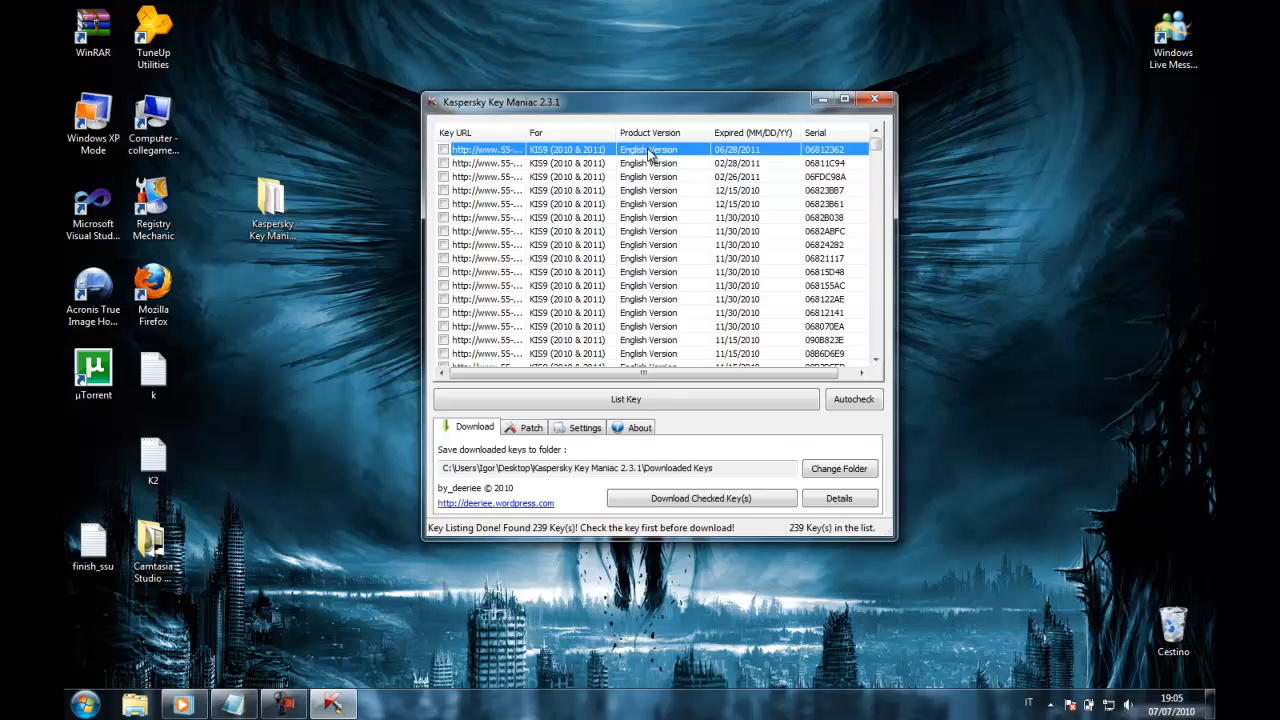 WinRAR
TuneUp
Utilities
Windows
Live Mess...
Windows XP
Mode
Computer -
collegame...
Microsoft
Visual Stud...
Registry
Mechanic
Kaspersky
Key Mani...
Acronis True
Image Ho...
Mozilla
Firefox
µTorrent
k
K2
finish_ssu
Camtasia
Studio ...
Cestino
Kaspersky Key Maniac 2.3.1
Key URL For Product Version Expired (MM/DD/YY) Serial
http://www.55-... KIS9 (2010 & 2011) English Version 06/28/2011 06812362
http://www.55-... KIS9 (2010 & 2011) English Version 02/28/2011 06811C94
http://www.55-... KIS9 (2010 & 2011) English Version 02/26/2011 06FDC98A
http://www.55-... KIS9 (2010 & 2011) English Version 12/15/2010 06823BB7
http://www.55-... KIS9 (2010 & 2011) English Version 12/15/2010 06823B61
http://www.55-... KIS9 (2010 & 2011) English Version 11/30/2010 0682B038
http://www.55-... KIS9 (2010 & 2011) English Version 11/30/2010 0682ABFC
http://www.55-... KIS9 (2010 & 2011) English Version 11/30/2010 06824282
http://www.55-... KIS9 (2010 & 2011) English Version 11/30/2010 06821117
http://www.55-... KIS9 (2010 & 2011) English Version 11/30/2010 06815D48
http://www.55-... KIS9 (2010 & 2011) English Version 11/30/2010 068155AC
http://www.55-... KIS9 (2010 & 2011) English Version 11/30/2010 068122AE
http://www.55-... KIS9 (2010 & 2011) English Version 11/30/2010 06812141
http://www.55-... KIS9 (2010 & 2011) English Version 11/30/2010 068070EA
http://www.55-... KIS9 (2010 & 2011) English Version 11/15/2010 090B823E
http://www.55-... KIS9 (2010 & 2011) English Version 11/15/2010 08B6D6E9
List Key Autocheck
Download Patch Settings About
Save downloaded keys to folder :
C:\Users\Igor\Desktop\Kaspersky Key Maniac 2.3.1\Downloaded Keys Change Folder
by_deeriee © 2010
http://deeriee.wordpress.com Download Checked Key(s) Details
Key Listing Done! Found 239 Key(s)! Check the key first before download! 239 Key(s) in the list.
IT
19:05
07/07/2010